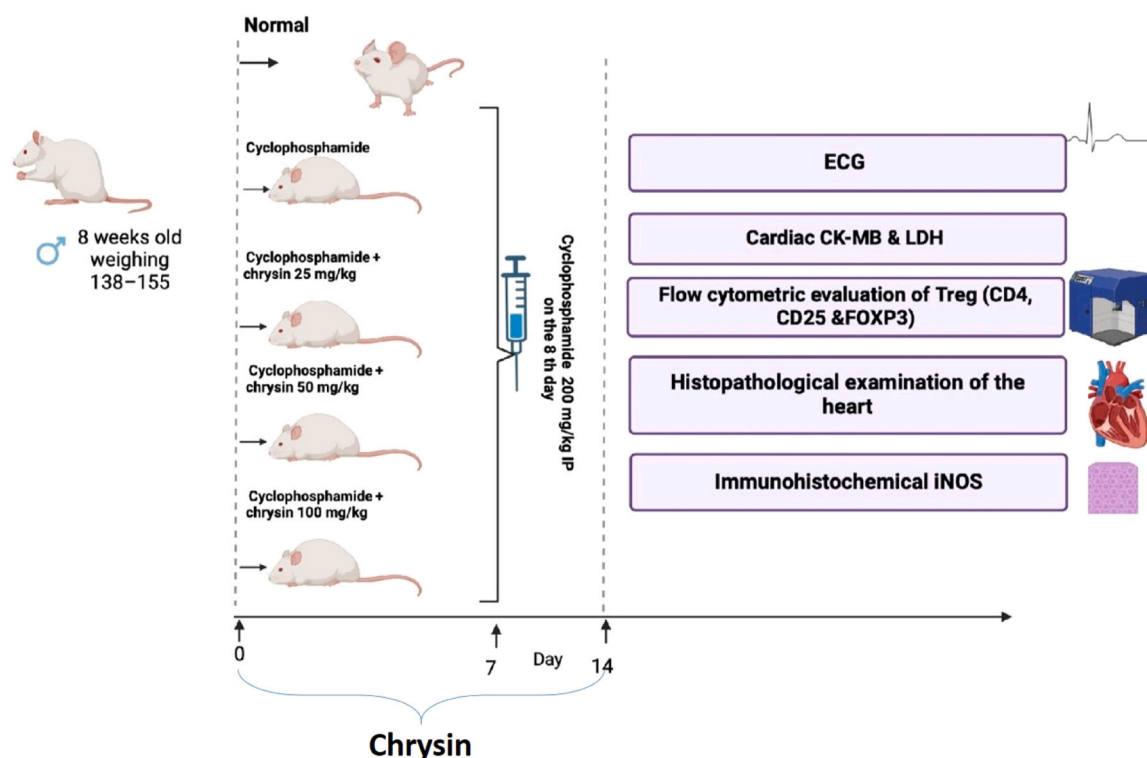 Normal
Cyclophosphamide
8 weeks old
weighing
138–155
Cyclophosphamide +
chrysin 25 mg/kg
Cyclophosphamide +
chrysin 50 mg/kg
Cyclophosphamide +
chrysin 100 mg/kg
Cyclophosphamide 200 mg/kg IP
on the 8 th day
ECG
Cardiac CK-MB & LDH
Flow cytometric evaluation of Treg (CD4,
CD25 &FOXP3)
Histopathological examination of the
heart
Immunohistochemical iNOS
0
7
Day
14
Chrysin